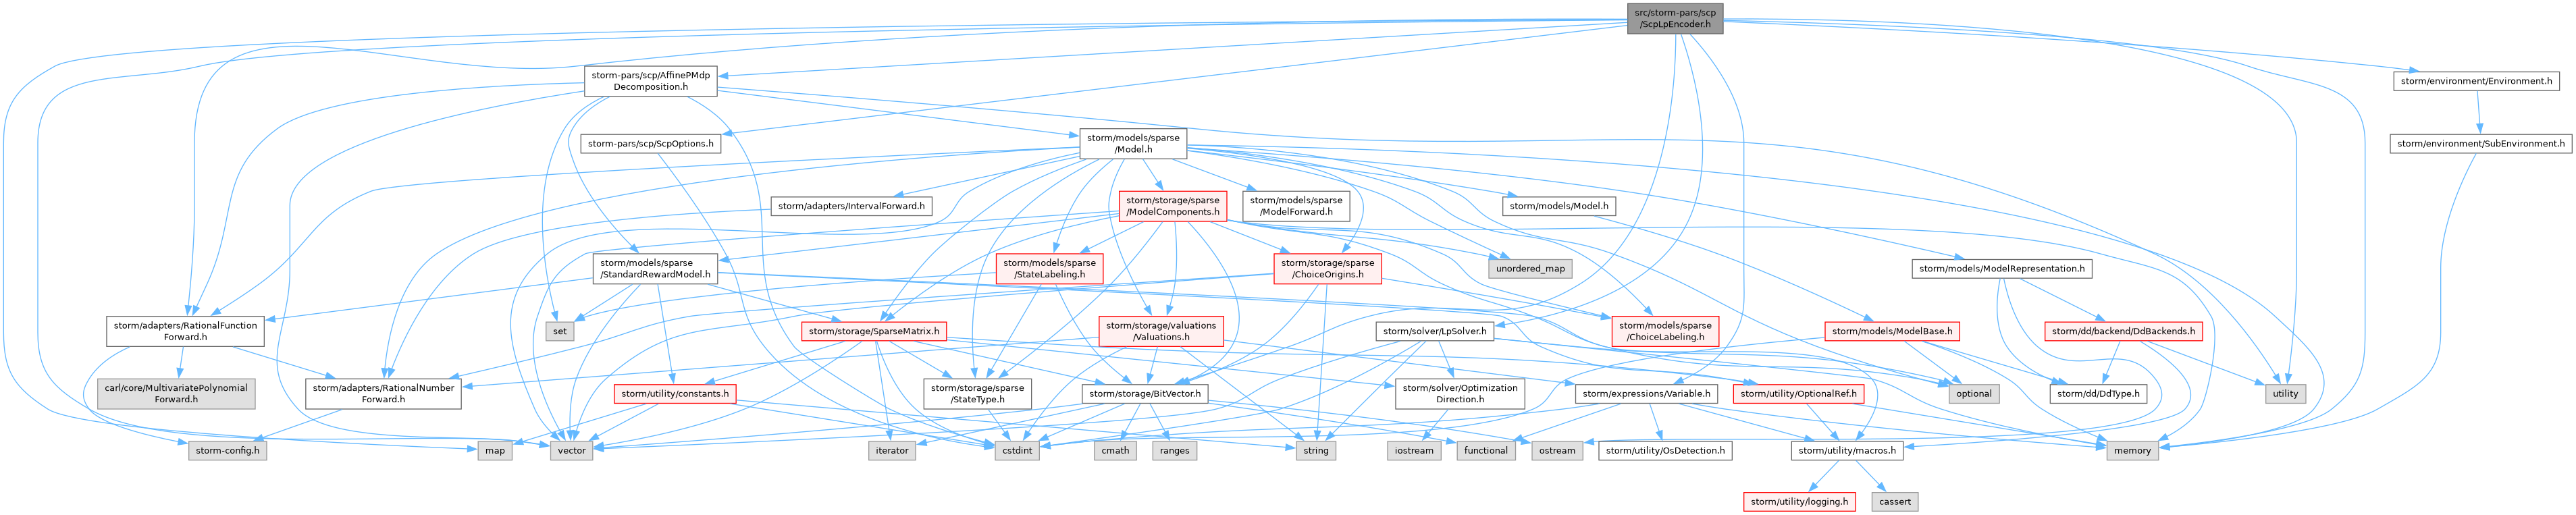 src/storm-pars/scp
/ScpLpEncoder.h
storm-pars/scp/AffinePMdp
Decomposition.h
storm/environment/Environment.h
storm-pars/scp/ScpOptions.h
storm/models/sparse
/Model.h
storm/environment/SubEnvironment.h
storm/adapters/IntervalForward.h
storm/storage/sparse
/ModelComponents.h
storm/models/sparse
/ModelForward.h
storm/models/Model.h
storm/models/sparse
/StandardRewardModel.h
storm/models/sparse
/StateLabeling.h
storm/storage/sparse
/ChoiceOrigins.h
unordered_map
storm/models/ModelRepresentation.h
storm/adapters/RationalFunction
Forward.h
set
storm/storage/SparseMatrix.h
storm/storage/valuations
/Valuations.h
storm/solver/LpSolver.h
storm/models/sparse
/ChoiceLabeling.h
storm/models/ModelBase.h
storm/dd/backend/DdBackends.h
carl/core/MultivariatePolynomial
Forward.h
storm/adapters/RationalNumber
Forward.h
storm/utility/constants.h
storm/storage/sparse
/StateType.h
storm/storage/BitVector.h
storm/solver/Optimization
Direction.h
storm/expressions/Variable.h
storm/utility/OptionalRef.h
optional
storm/dd/DdType.h
utility
storm-config.h
map
vector
iterator
cstdint
cmath
ranges
string
iostream
functional
ostream
storm/utility/OsDetection.h
storm/utility/macros.h
memory
storm/utility/logging.h
cassert